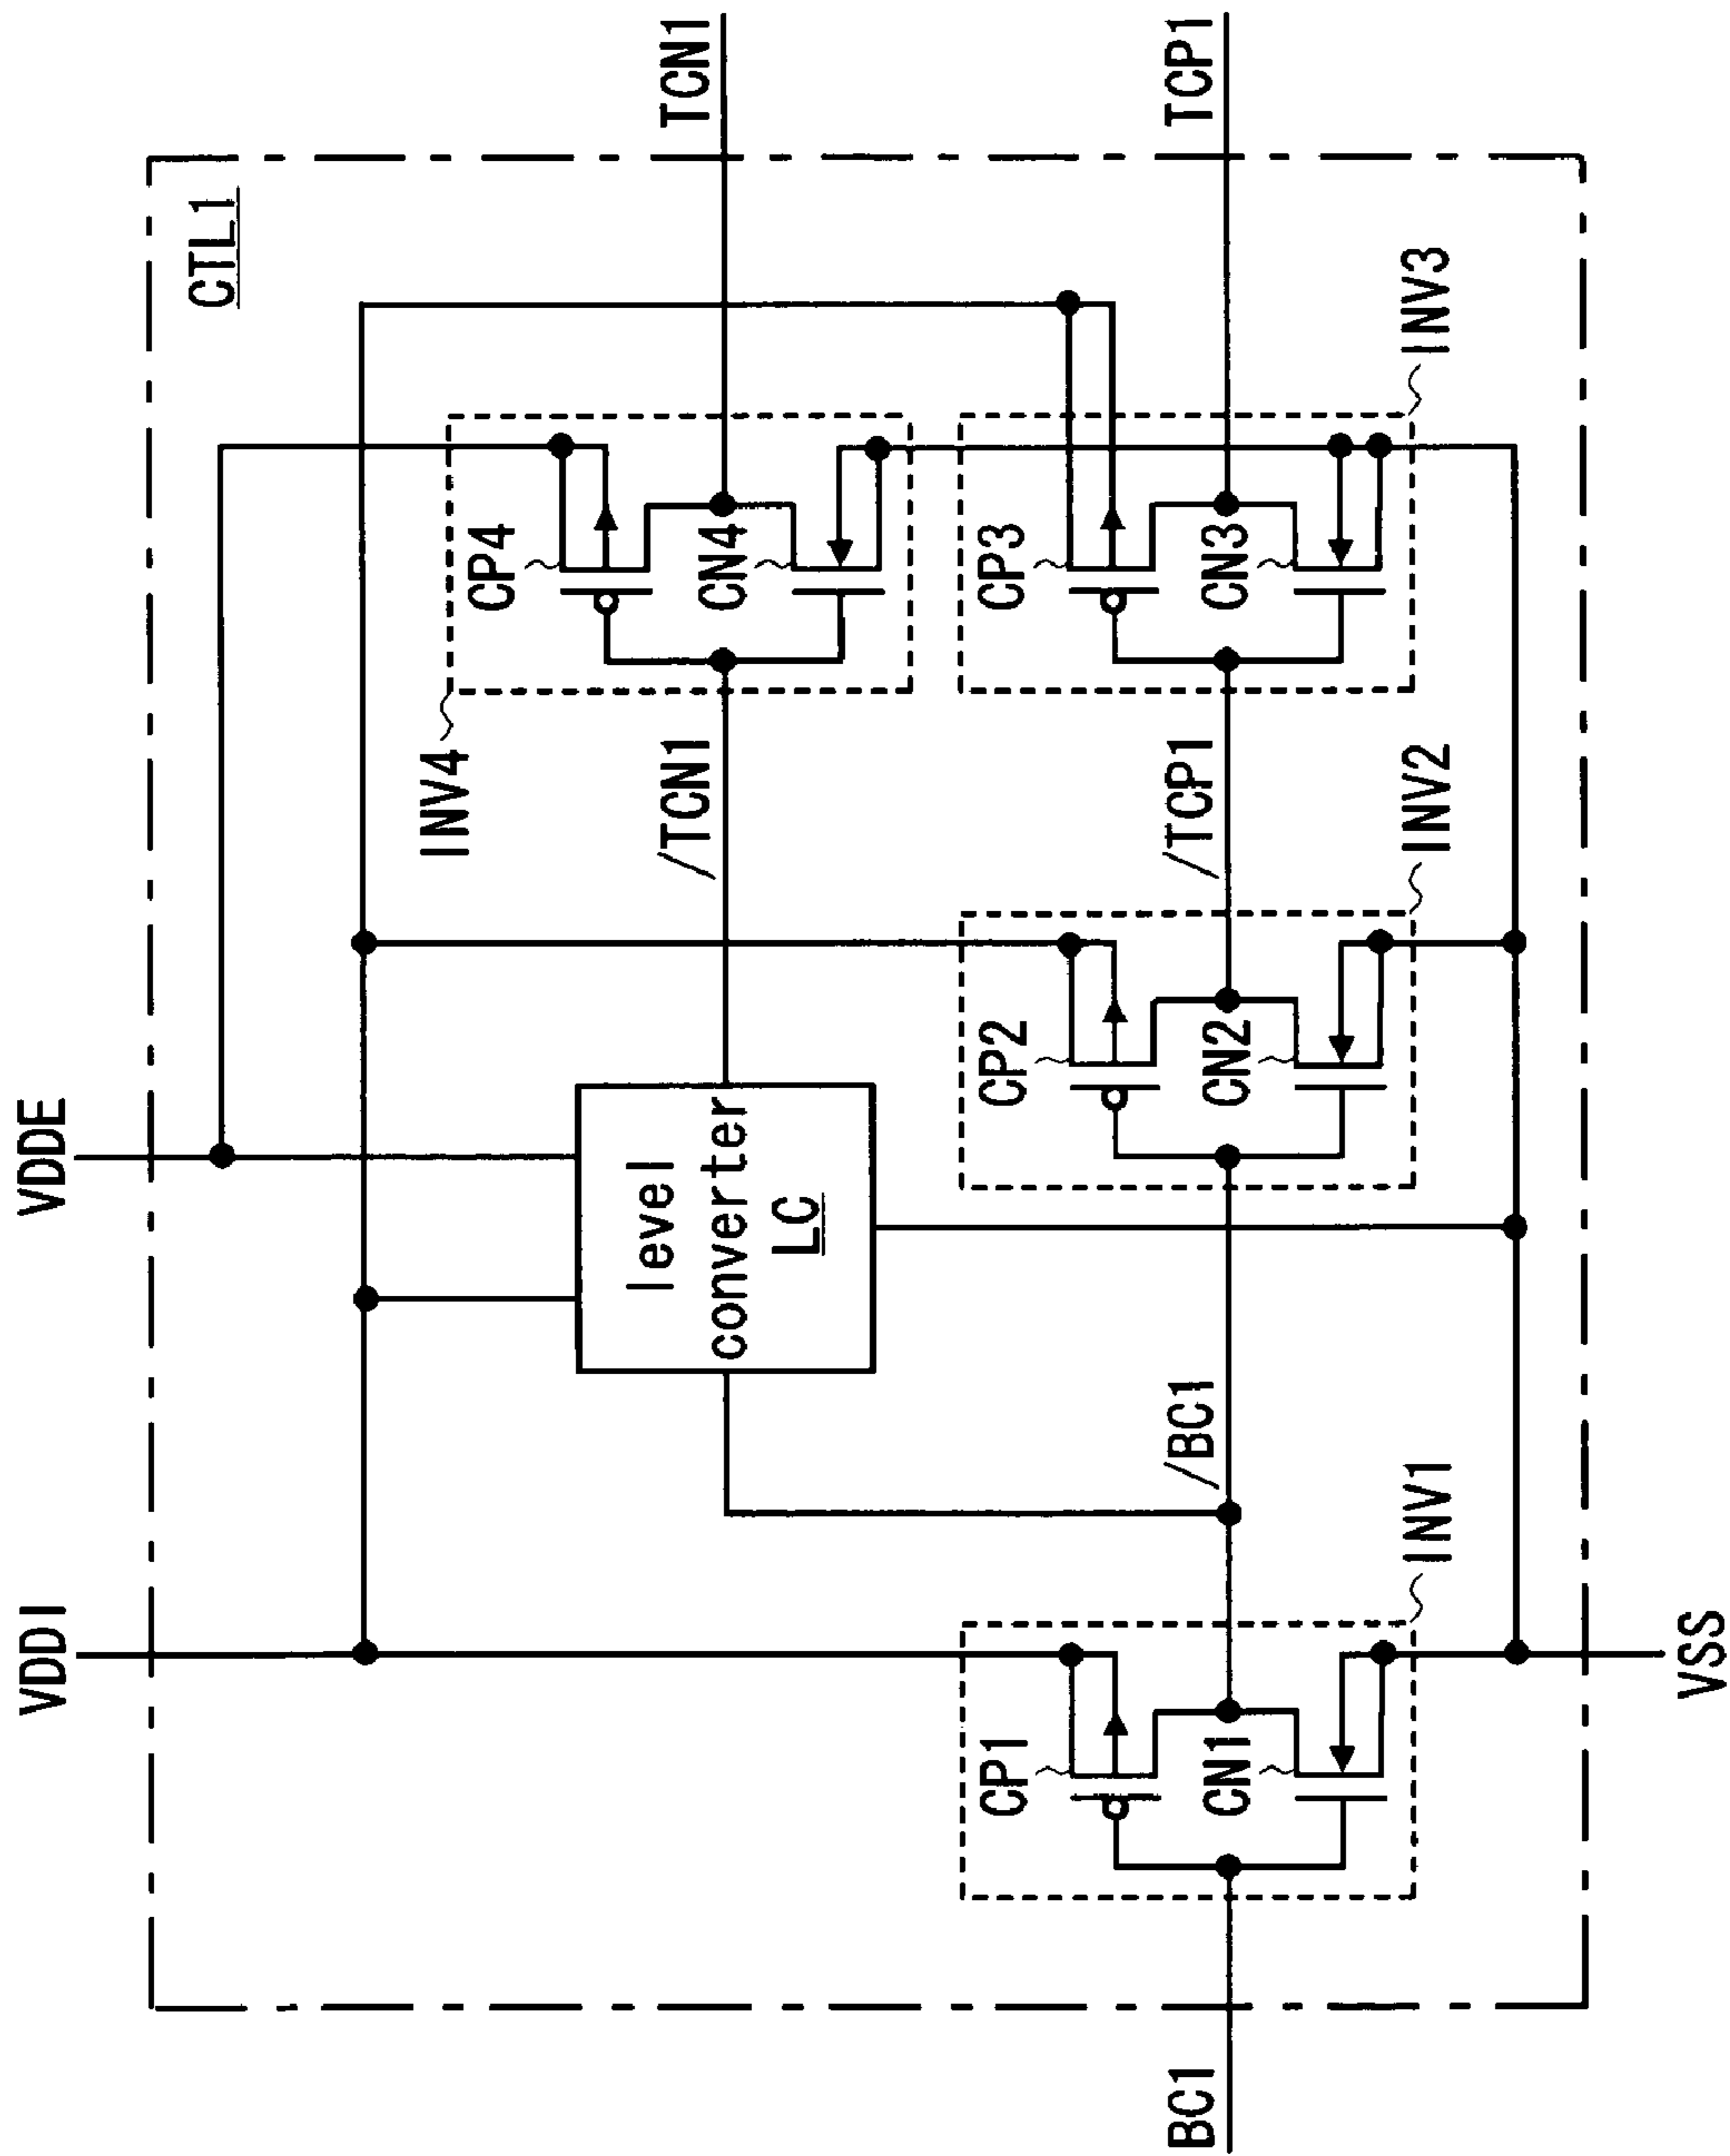 VDDI
VDDE
CTL1
TCN1
INV4
CP4
CN4
/TCN1
level
converter
LC
TCP1
CP1
CN1
/BC1
CP2
CN2
/TCP1
CP3
CN3
BC1
INV1
INV2
INV3
VSS